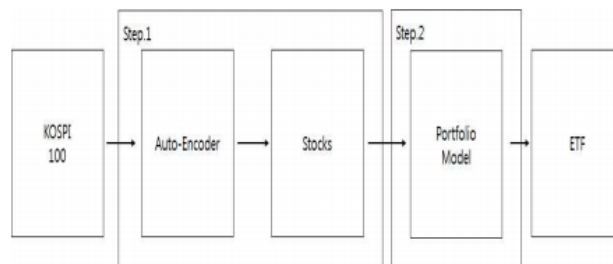 Step.1
Step.2
KOSPI
100
Auto-Encoder
Stocks
Portfolio
Model
ETF